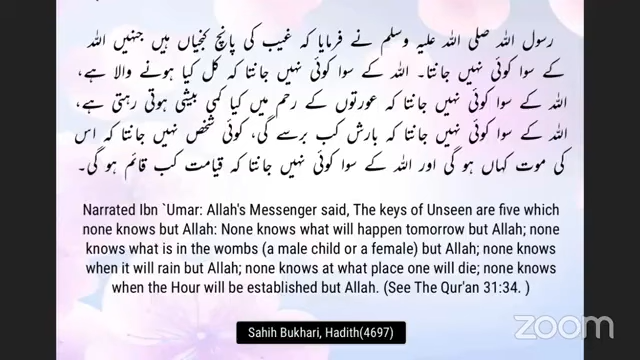 رسول اللہ صلی اللہ علیہ وسلم نے فرمایا کہ غیب کی پانچ کنجیاں ہیں جنہیں اللہ
کے سوا کوئی نہیں جانتا۔ اللہ کے سوا کوئی نہیں جانتا کہ کل کیا ہونے والا ہے،
اللہ کے سوا کوئی نہیں جانتا کہ عورتوں کے رحم میں کیا کمی بیشی ہوتی رہتی ہے،
اللہ کے سوا کوئی نہیں جانتا کہ بارش کب برسے گی، کوئی شخص نہیں جانتا کہ اس
کی موت کہاں ہو گی اور اللہ کے سوا کوئی نہیں جانتا کہ قیامت کب قائم ہو گی۔
Narrated Ibn `Umar: Allah's Messenger said, The keys of Unseen are five which
none knows but Allah: None knows what will happen tomorrow but Allah; none
knows what is in the wombs (a male child or a female) but Allah; none knows
when it will rain but Allah; none knows at what place one will die; none knows
when the Hour will be established but Allah. (See The Qur'an 31:34. )
Sahih Bukhari, Hadith(4697)
zoom